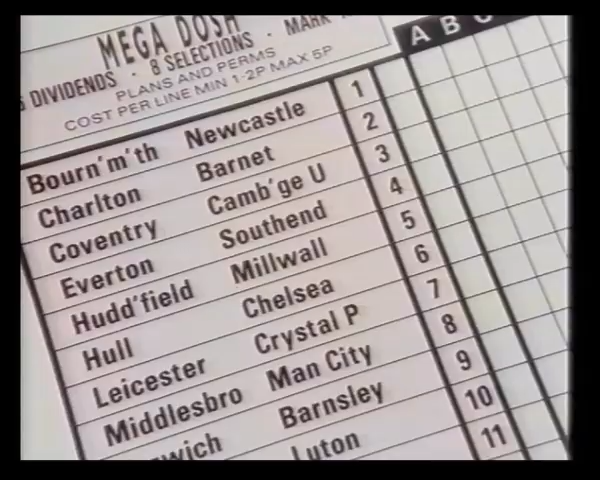 MEGA DOSH
DIVIDENDS · 8 SELECTIONS · MARK
PLANS AND PERMS
COST PER LINE MIN 1·2P MAX 5P
A B C
Bourn'm'th Newcastle 1
Charlton Barnet 2
Coventry Camb'ge U 3
Everton Southend 4
Hudd'field Millwall 5
Hull Chelsea 6
Leicester Crystal P 7
Middlesbro Man City 8
wich Barnsley 9
Luton 10
11